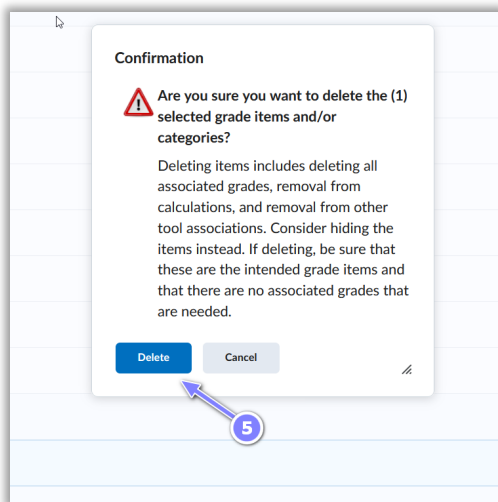 Confirmation
Are you sure you want to delete the (1)
selected grade items and/or
categories?
Deleting items includes deleting all
associated grades, removal from
calculations, and removal from other
tool associations. Consider hiding the
items instead. If deleting, be sure that
these are the intended grade items and
that there are no associated grades that
are needed.
Delete Cancel
5